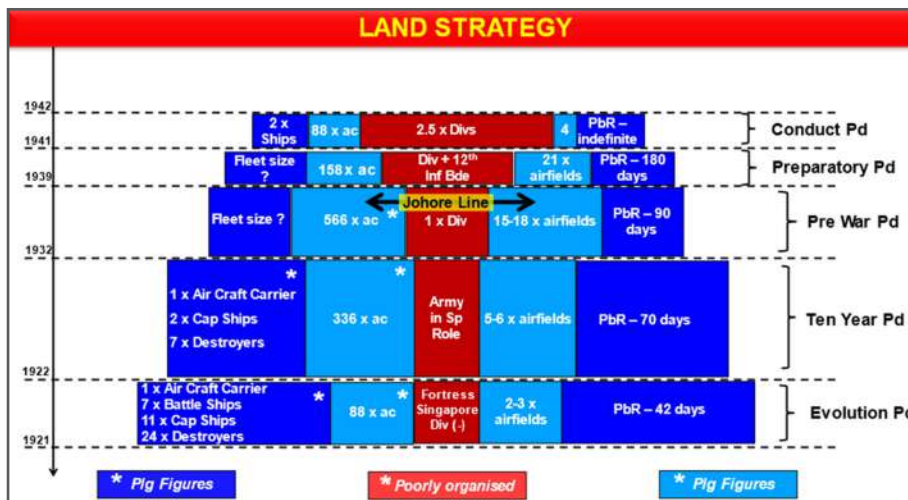 LAND STRATEGY
1942
2 x
Ships
88 x ac
2.5 x Divs
4
PbR –
indefinite
Conduct Pd
1941
Fleet size
?
158 x ac
Div + 12th
Inf Bde
21 x
airfields
PbR – 180
days
Preparatory Pd
1939
Johore Line
Fleet size ?
566 x ac
*
1 x Div
15-18 x airfields
PbR – 90
days
Pre War Pd
1932
*
1 x Air Craft Carrier
2 x Cap Ships
7 x Destroyers
*
336 x ac
Army
in Sp
Role
5-6 x airfields
PbR – 70 days
Ten Year Pd
1922
1 x Air Craft Carrier
7 x Battle Ships
11 x Cap Ships
24 x Destroyers
*
88 x ac
*
Fortress
Singapore
Div (-)
2-3 x
airfields
PbR – 42 days
Evolution Pd
1921
* Plg Figures
* Poorly organised
* Plg Figures